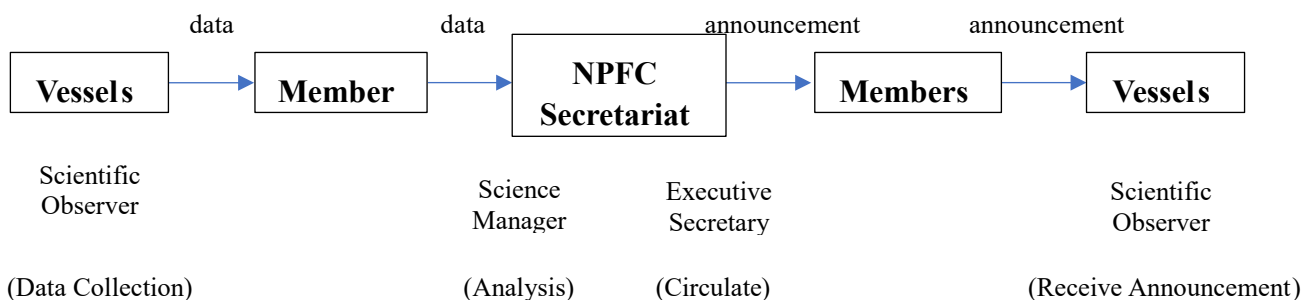 data
data
announcement
announcement
Vessels
Member
NPFC
Secretariat
Members
Vessels
Scientific
Observer
Science
Manager
Executive
Secretary
Scientific
Observer
(Data Collection)
(Analysis)
(Circulate)
(Receive Announcement)